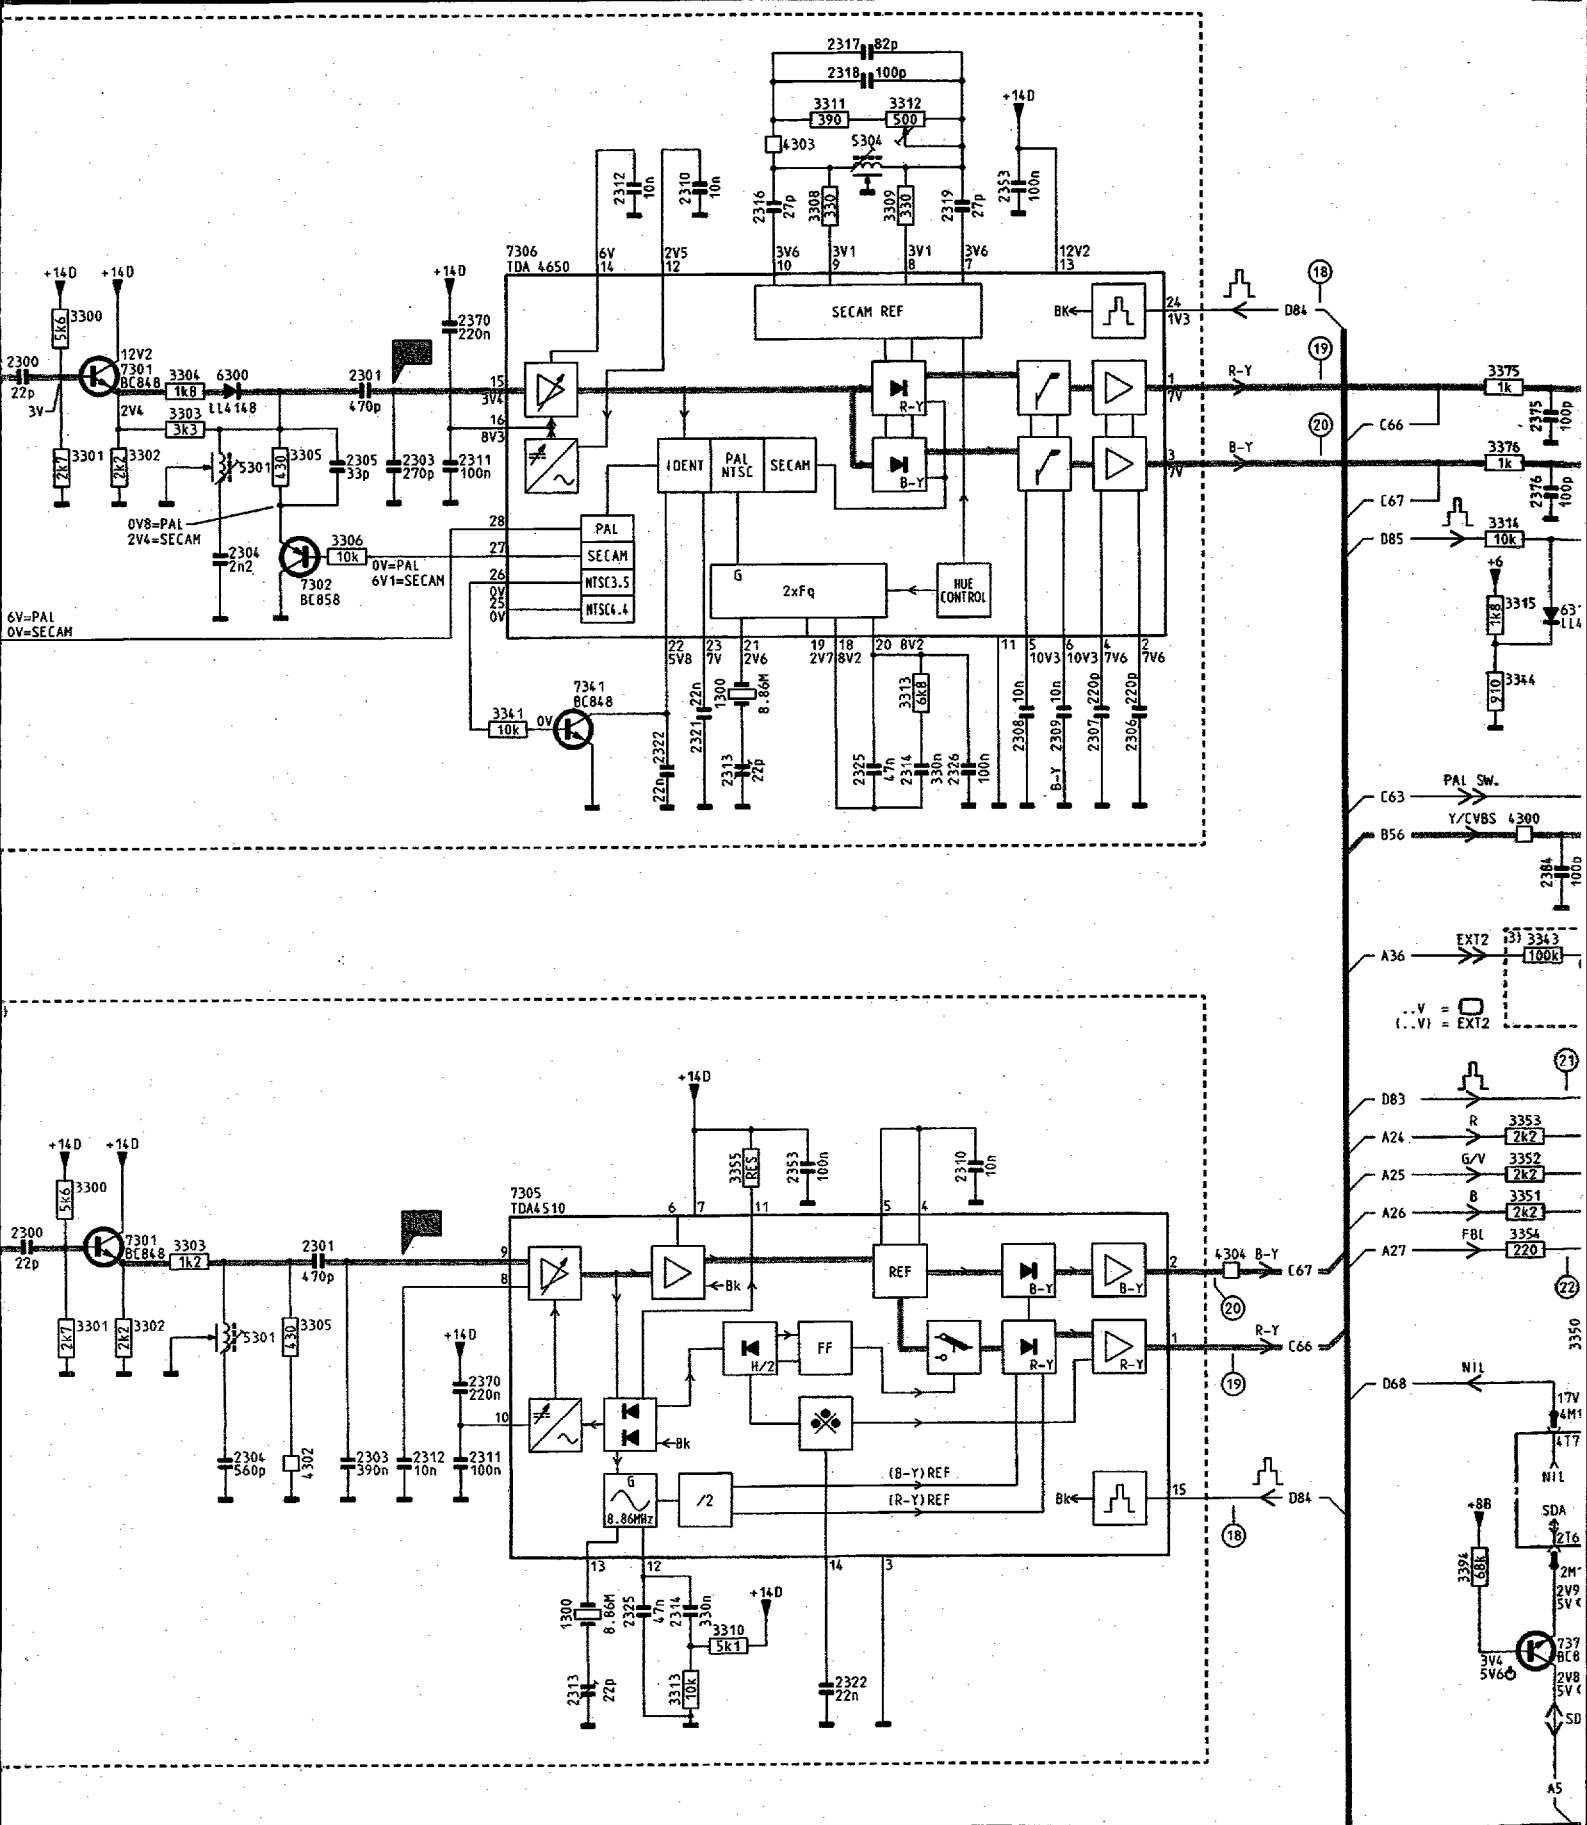 2317 82p
2318 100p
3311 3312
390 500
+14D
4303 5304
2312 10n
2310 10n
2316 27p
3308 330
3309 330
2319 27p
2353 100n
7306
TDA 4650
6V 2V5 3V6 3V1 3V1 3V6 12V2
14 12 10 9 8 7 13
SECAM REF
BK
24
1V3
D84
18
+14D +14D +14D
5k6 3300
2370
220n
2300
22p
3V
12V2
7301
BC848
2V4
3304
1k8
6300
LL4148
2301
470p
15
3V4
16
8V3
R-Y
B-Y
1
7V
3
7V
R-Y
19
B-Y
20
3375
1k
2375 100p
C66
3376
1k
2376 100p
C67
3303
3k3
2k7 3301
2k2 3302
5301
430 3305
2305
33p
2303
270p
2311
100n
IDENT
PAL
NTSC
SECAM
0V8=PAL
2V4=SECAM
2304
2n2
7302
BC858
3306
10k
0V=PAL
6V1=SECAM
28
27
26
0V
25
0V
PAL
SECAM
NTSC3.5
NTSC4.4
G
2xFq
HUE
CONTROL
D85
3314
10k
+6
1k8 3315
910 3344
6V=PAL
0V=SECAM
22 23 21 19 18 20 8V2 11 5 6 4 2
5V8 7V 2V6 2V7 8V2 10V3 10V3 7V6 7V6
7341
BC848
3341
10k
0V
22n 2322
2321 22n
1300 8.86M
2313 22p
2325 47n
3313 6k8
2314 330n
2326 100n
2308 10n
2309 10n
B-Y
2307 220p
2306 220p
C63 PAL SW.
B56 Y/CVBS 4300
2384
A36 EXT2
3) 3343
100k
..V =
(..V) = EXT2
21
D83
A24 R 3353
2k2
A25 G/V 3352
2k2
A26 B 3351
2k2
A27 FBL 3354
220
22
3350
+14D
3355 RES
2353 100n
2310 10n
+14D +14D
5k6 3300
2300
22p
7301
BC848
3303
1k2
2301
470p
7305
TDA4510
6 7 11 5 4
9
8
Bk
REF
B-Y
B-Y
2
4304 B-Y
C67
20
R-Y
R-Y
1
R-Y
C66
19
2k7 3301
2k2 3302
5301
430 3305
+14D
2370
220n
10
H/2
FF
Bk
2304
560p
4302
2303
390n
2312
10n
2311
100n
G
8.86MHz
/2
(B-Y)REF
(R-Y)REF
Bk
15
D84
18
D68 NIL
17V
4T7
NIL
SDA
2T6
+8B
3394 68k
2V9
3V4
5V6
2V8
A5
13 12 14 3
1300 8.86M
2313 22p
2325 47n
2314 330n
3310
5k1
+14D
3313 10k
2322
22n